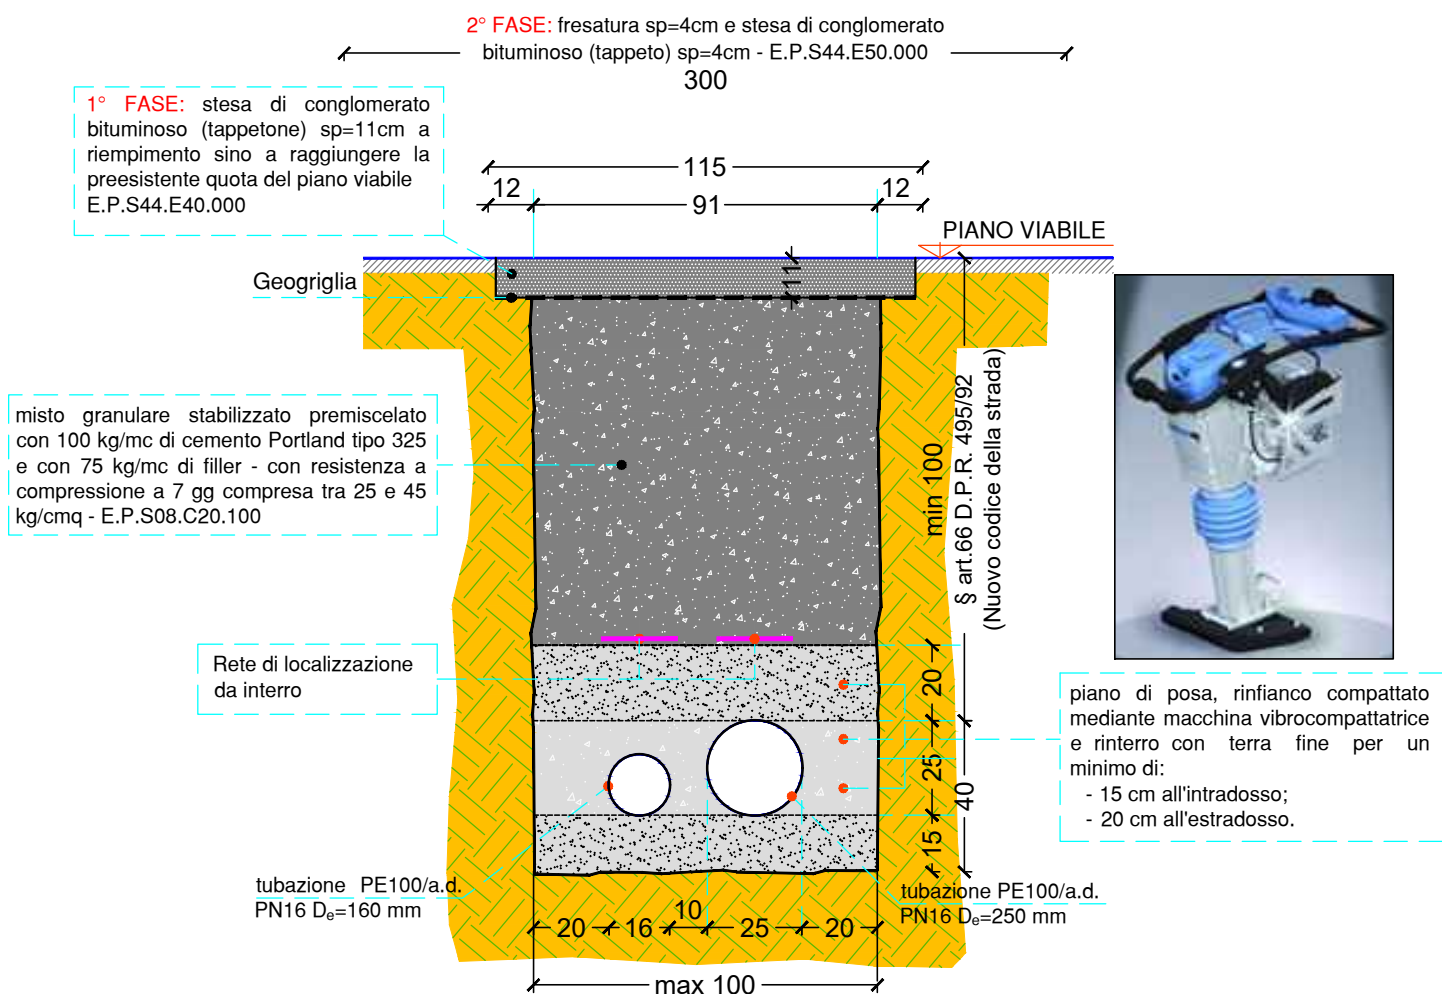 2° FASE: fresatura sp=4cm e stesa di conglomerato
bituminoso (tappeto) sp=4cm - E.P.S44.E50.000
300
1° FASE: stesa di conglomerato
bituminoso (tappetone) sp=11cm a
riempimento sino a raggiungere la
preesistente quota del piano viabile
E.P.S44.E40.000
115
12
91
12
PIANO VIABILE
Geogriglia
11
misto granulare stabilizzato premiscelato
con 100 kg/mc di cemento Portland tipo 325
e con 75 kg/mc di filler - con resistenza a
compressione a 7 gg compresa tra 25 e 45
kg/cmq - E.P.S08.C20.100
min 100
§ art.66 D.P.R. 495/92
(Nuovo codice della strada)
Rete di localizzazione
da interro
20
25
40
15
piano di posa, rinfianco compattato
mediante macchina vibrocompattatrice
e rinterro con terra fine per un
minimo di:
- 15 cm all'intradosso;
- 20 cm all'estradosso.
tubazione PE100/a.d.
PN16 De=160 mm
tubazione PE100/a.d.
PN16 De=250 mm
20
16
10
25
20
max 100